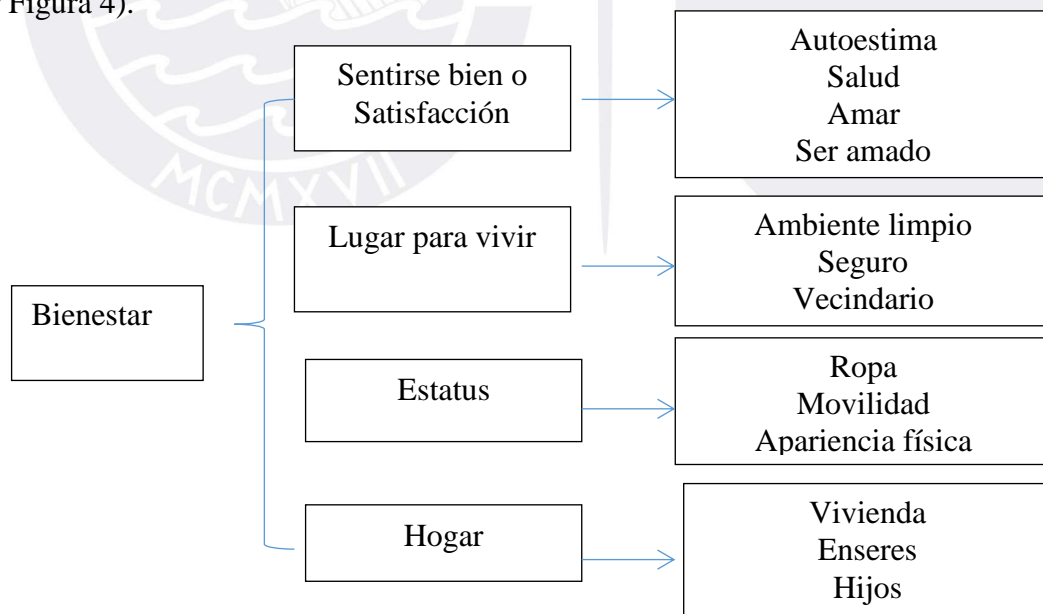 Figura 4).
Sentirse bien o
Satisfacción
Autoestima
Salud
Amar
Ser amado
MCMXVII
Lugar para vivir
Ambiente limpio
Seguro
Vecindario
Bienestar
Estatus
Ropa
Movilidad
Apariencia física
Hogar
Vivienda
Enseres
Hijos